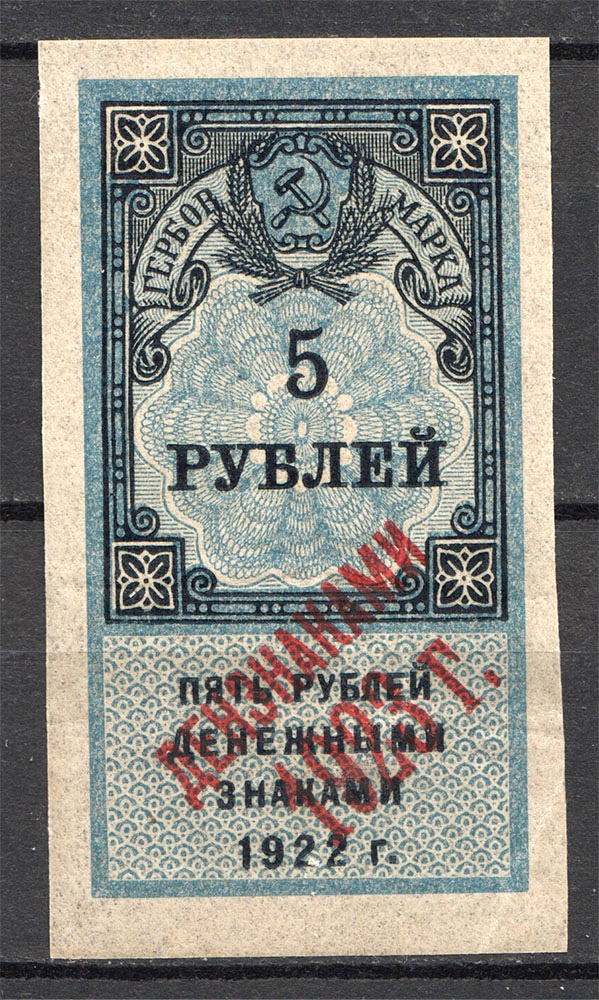 ГЕРБОВ МАРКА
5
РУБЛЕЙ
ДЕНЗНАКАМИ
1923 г.
ПЯТЬ РУБЛЕЙ
ДЕНЕЖНЫМИ
ЗНАКАМИ
1922 г.